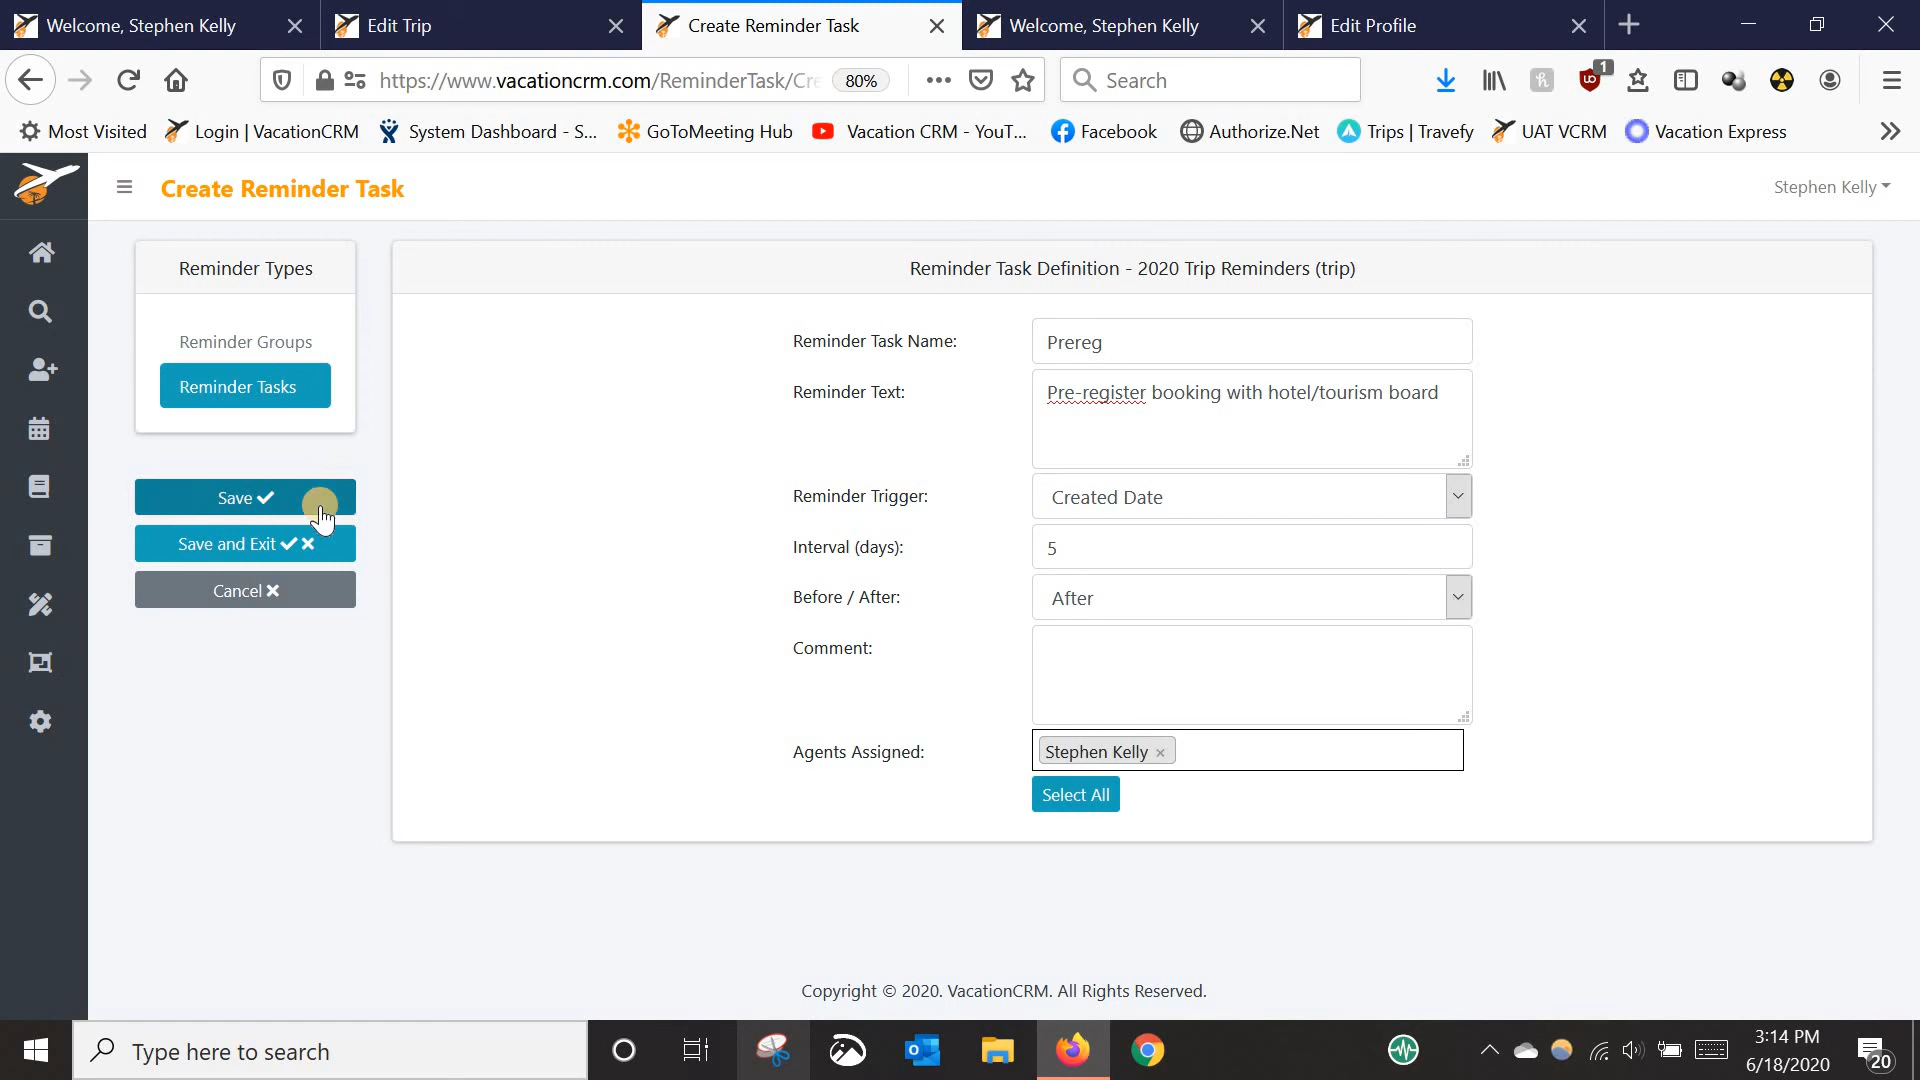 Welcome, Stephen Kelly
Edit Trip
Create Reminder Task
Welcome, Stephen Kelly
Edit Profile
https://www.vacationcrm.com/ReminderTask/Cre
80%
Search
1
Most Visited
Login | VacationCRM
System Dashboard - S...
GoToMeeting Hub
Vacation CRM - YouT...
Facebook
Authorize.Net
Trips | Travefy
UAT VCRM
Vacation Express
Create Reminder Task
Stephen Kelly
Reminder Types
Reminder Groups
Reminder Tasks
Save
Save and Exit
Cancel
Reminder Task Definition - 2020 Trip Reminders (trip)
Reminder Task Name:
Prereg
Reminder Text:
Pre-register booking with hotel/tourism board
Reminder Trigger:
Created Date
Interval (days):
5
Before / After:
After
Comment:
Agents Assigned:
Stephen Kelly ×
Select All
Copyright © 2020. VacationCRM. All Rights Reserved.
Type here to search
3:14 PM
6/18/2020
20